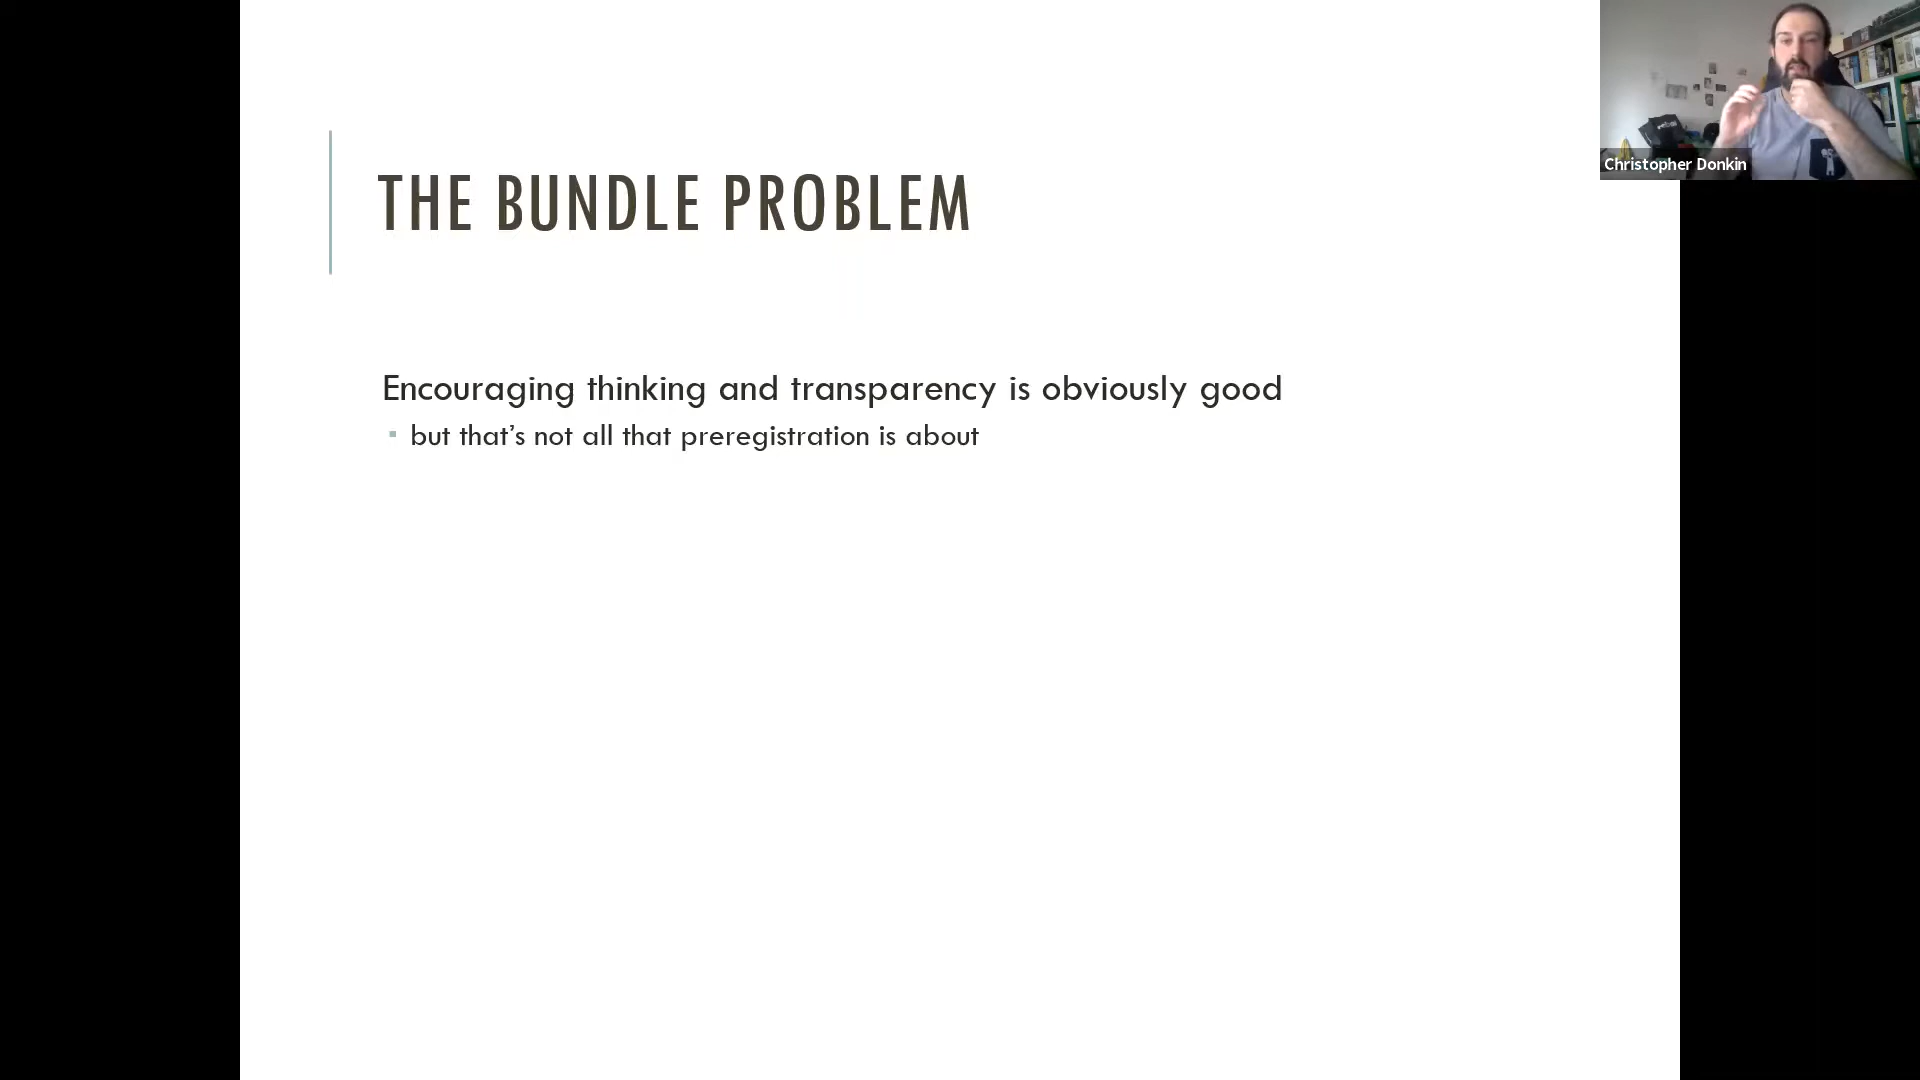 THE BUNDLE PROBLEM
Encouraging thinking and transparency is obviously good
but that's not all that preregistration is about
Christopher Donkin